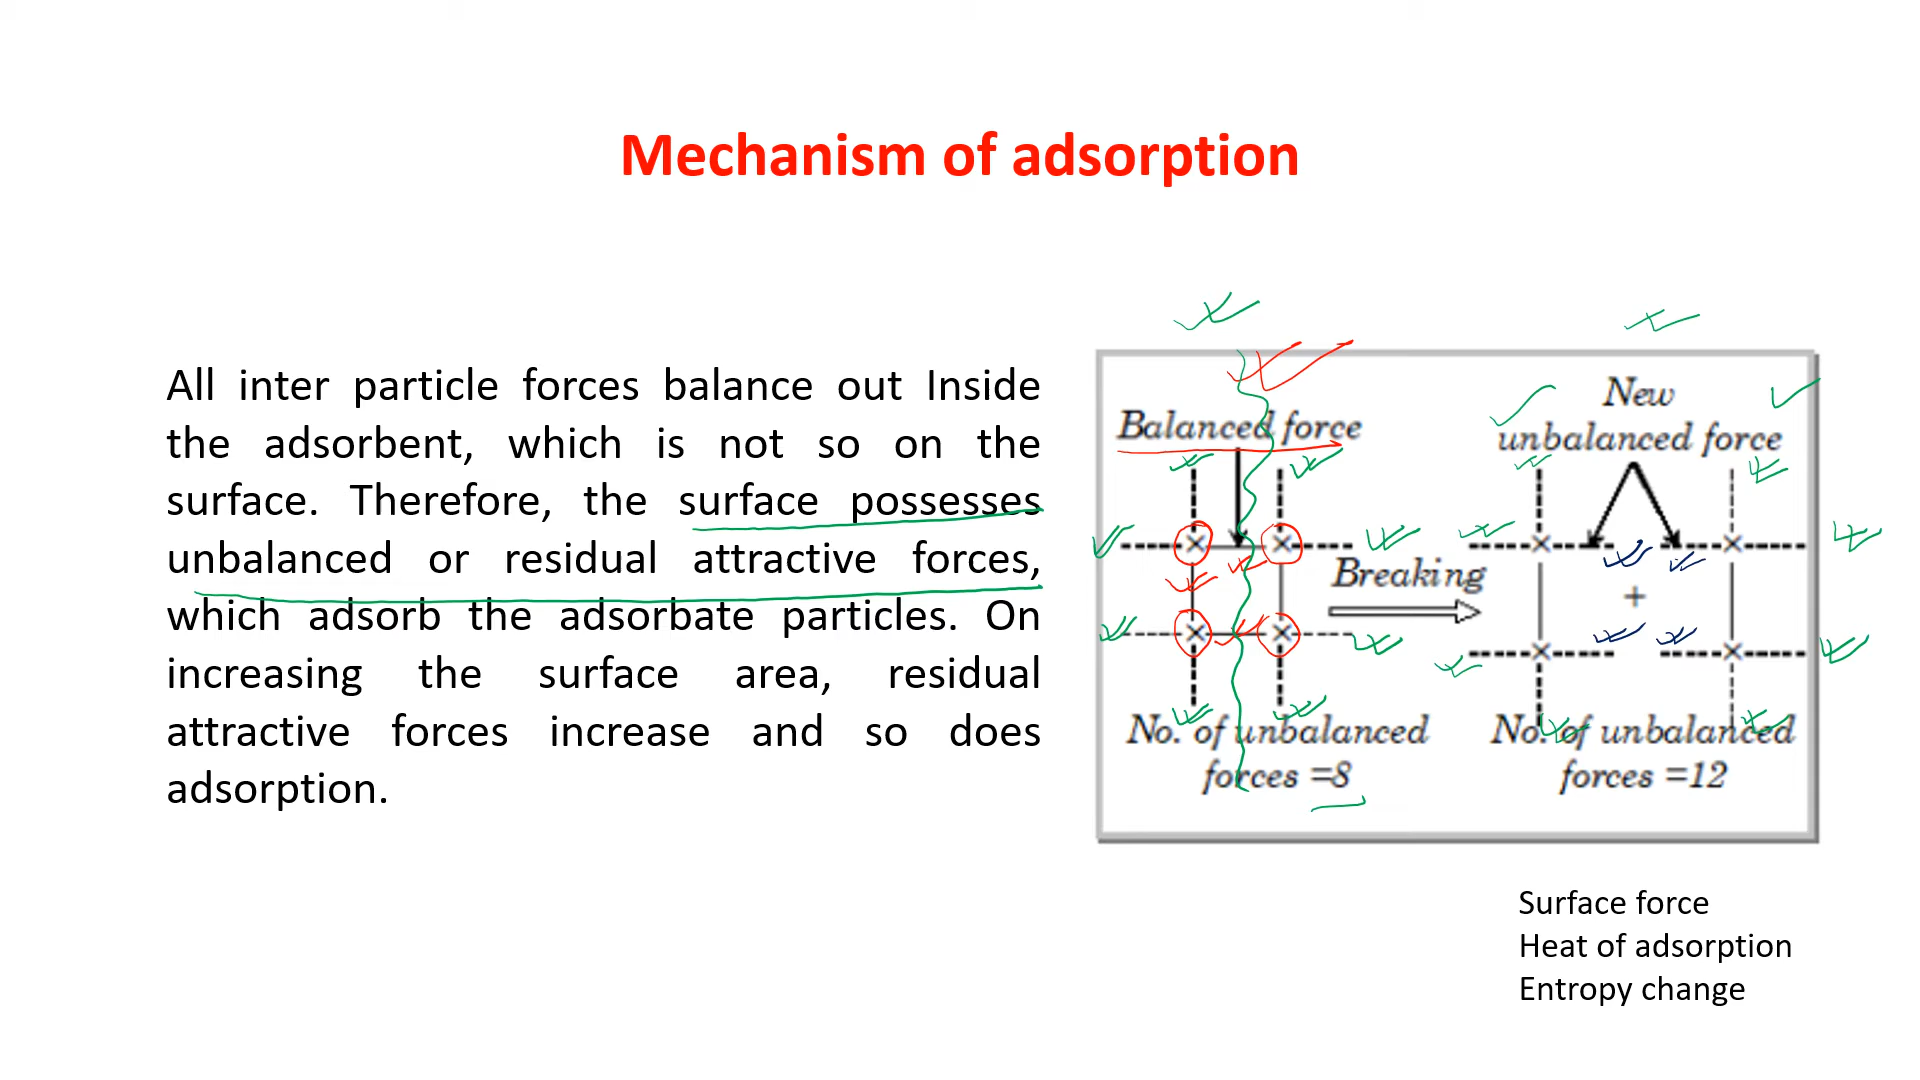 Mechanism of adsorption
All inter particle forces balance out Inside
the adsorbent, which is not so on the
surface. Therefore, the surface possesses
unbalanced or residual attractive forces,
which adsorb the adsorbate particles. On
increasing the surface area, residual
attractive forces increase and so does
adsorption.
Balanced force
Breaking
No. of unbalanced
forces =8
New
unbalanced force
+
No. of unbalanced
forces =12
Surface force
Heat of adsorption
Entropy change